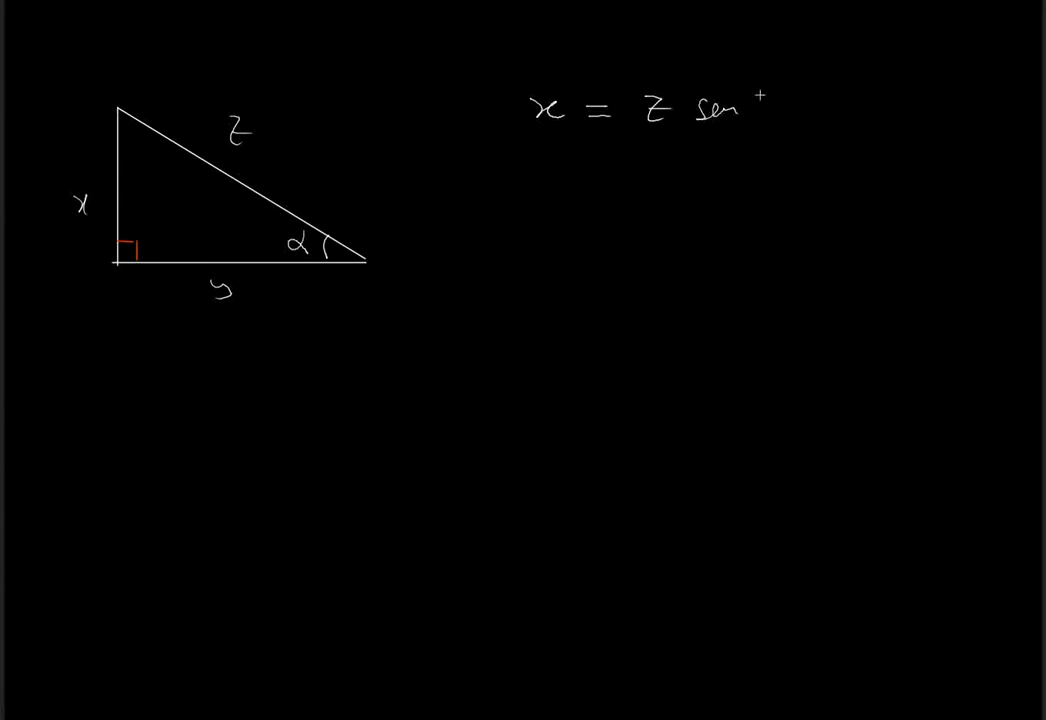 x = z sen
z
x
α
y